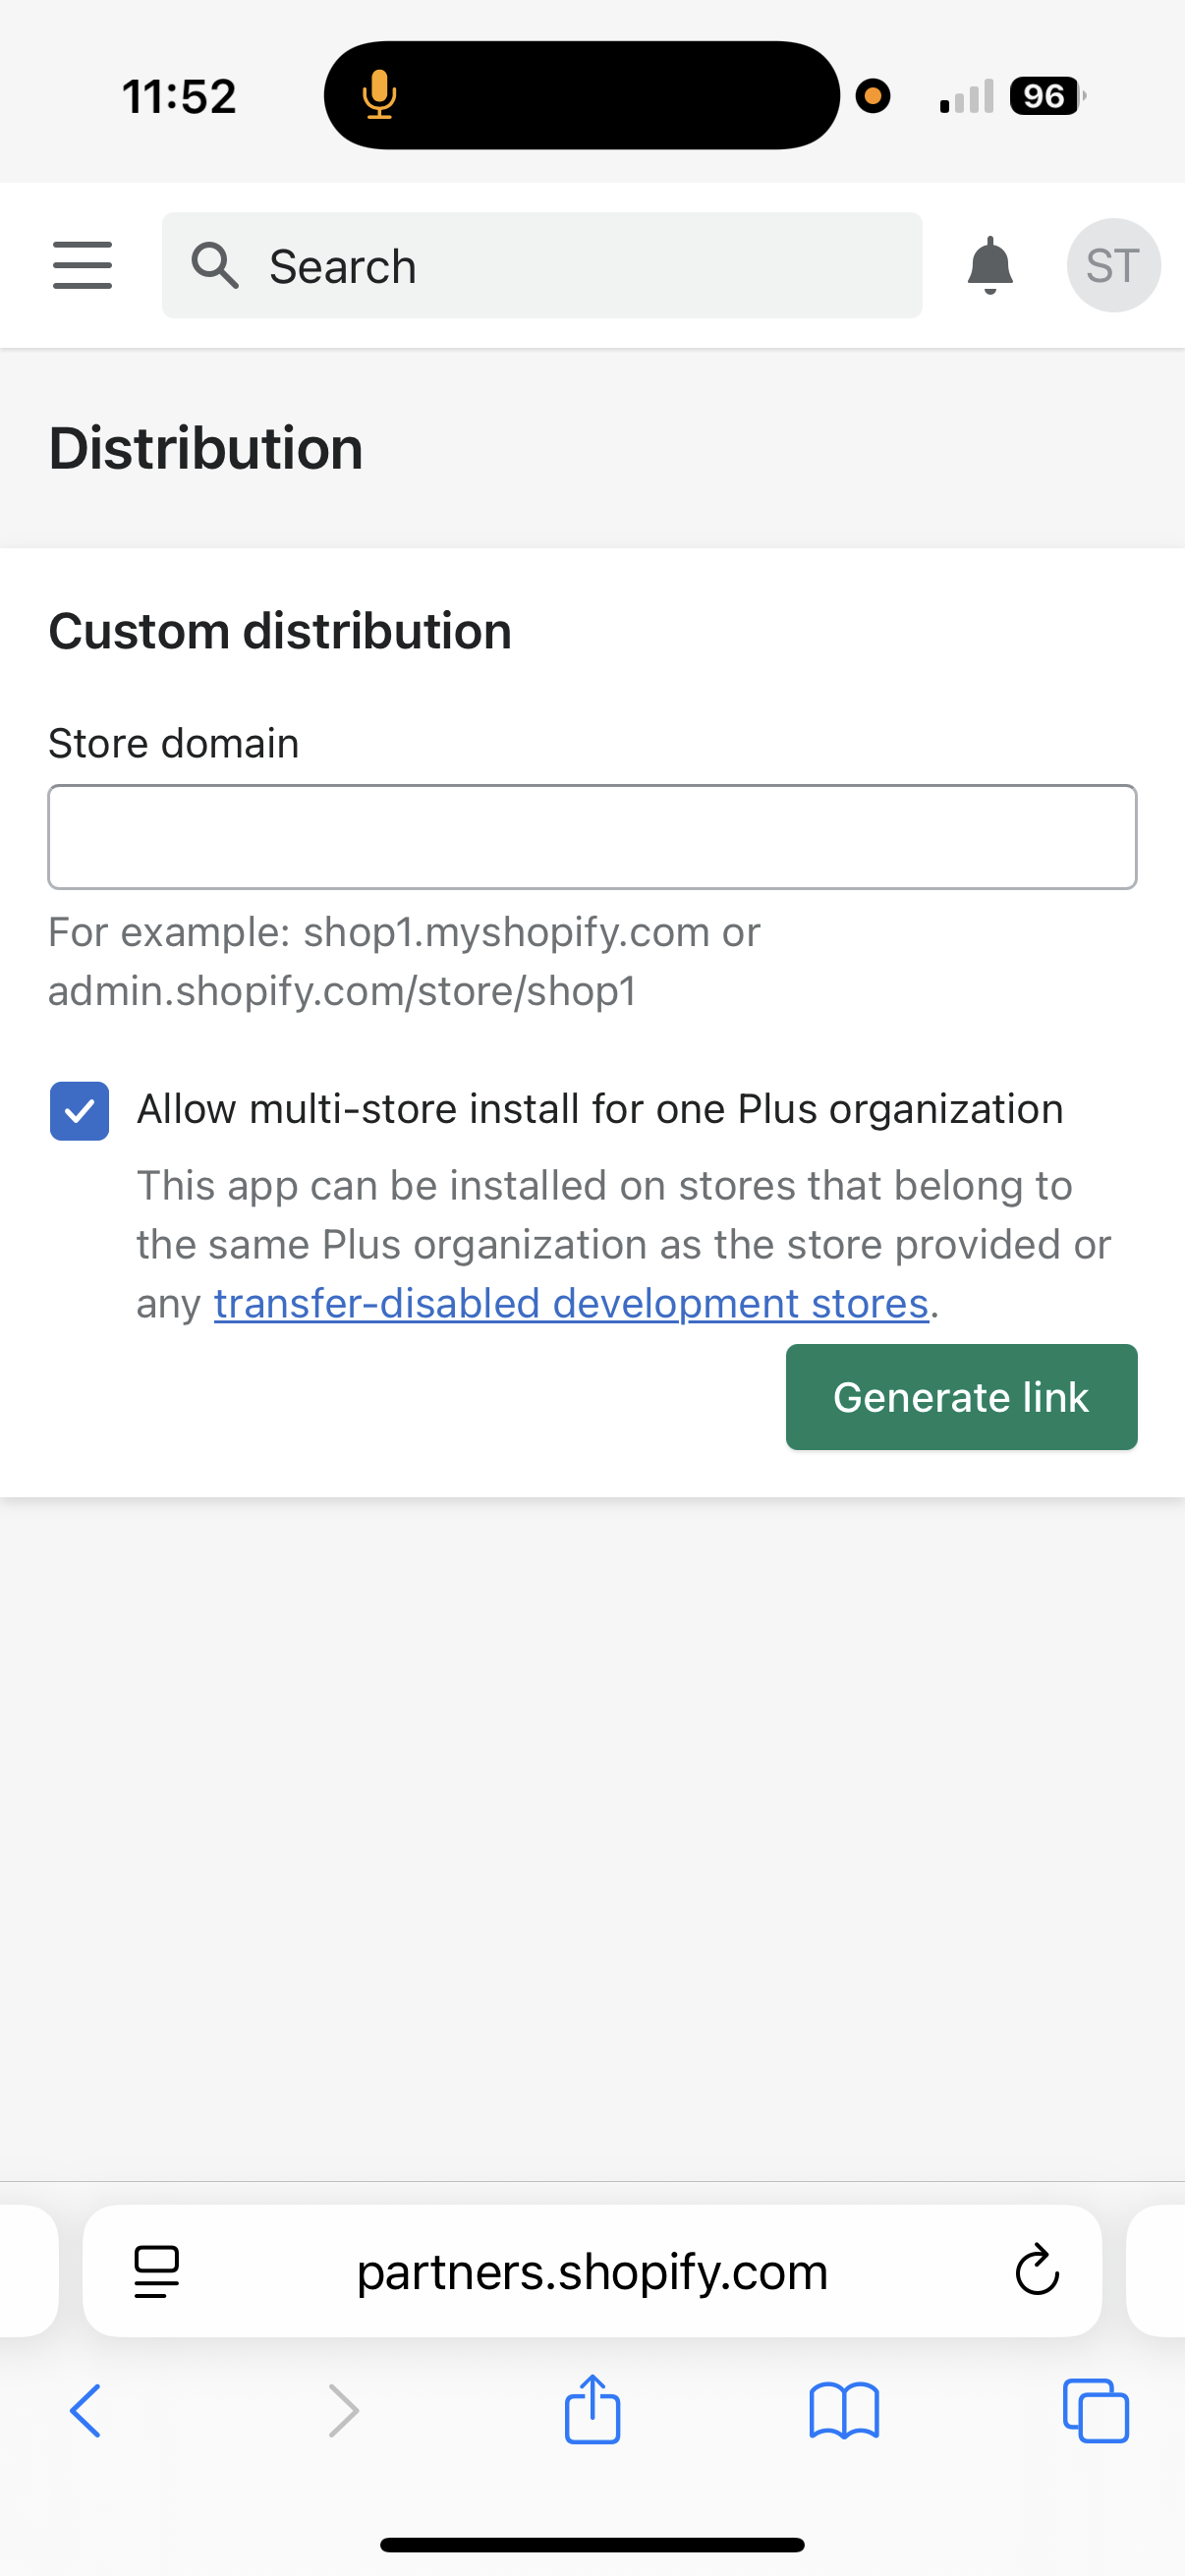 11:52
96
Search
ST
Distribution
Custom distribution
Store domain
For example: shop1.myshopify.com or
admin.shopify.com/store/shop1
Allow multi-store install for one Plus organization
This app can be installed on stores that belong to
the same Plus organization as the store provided or
any transfer-disabled development stores.
Generate link
partners.shopify.com